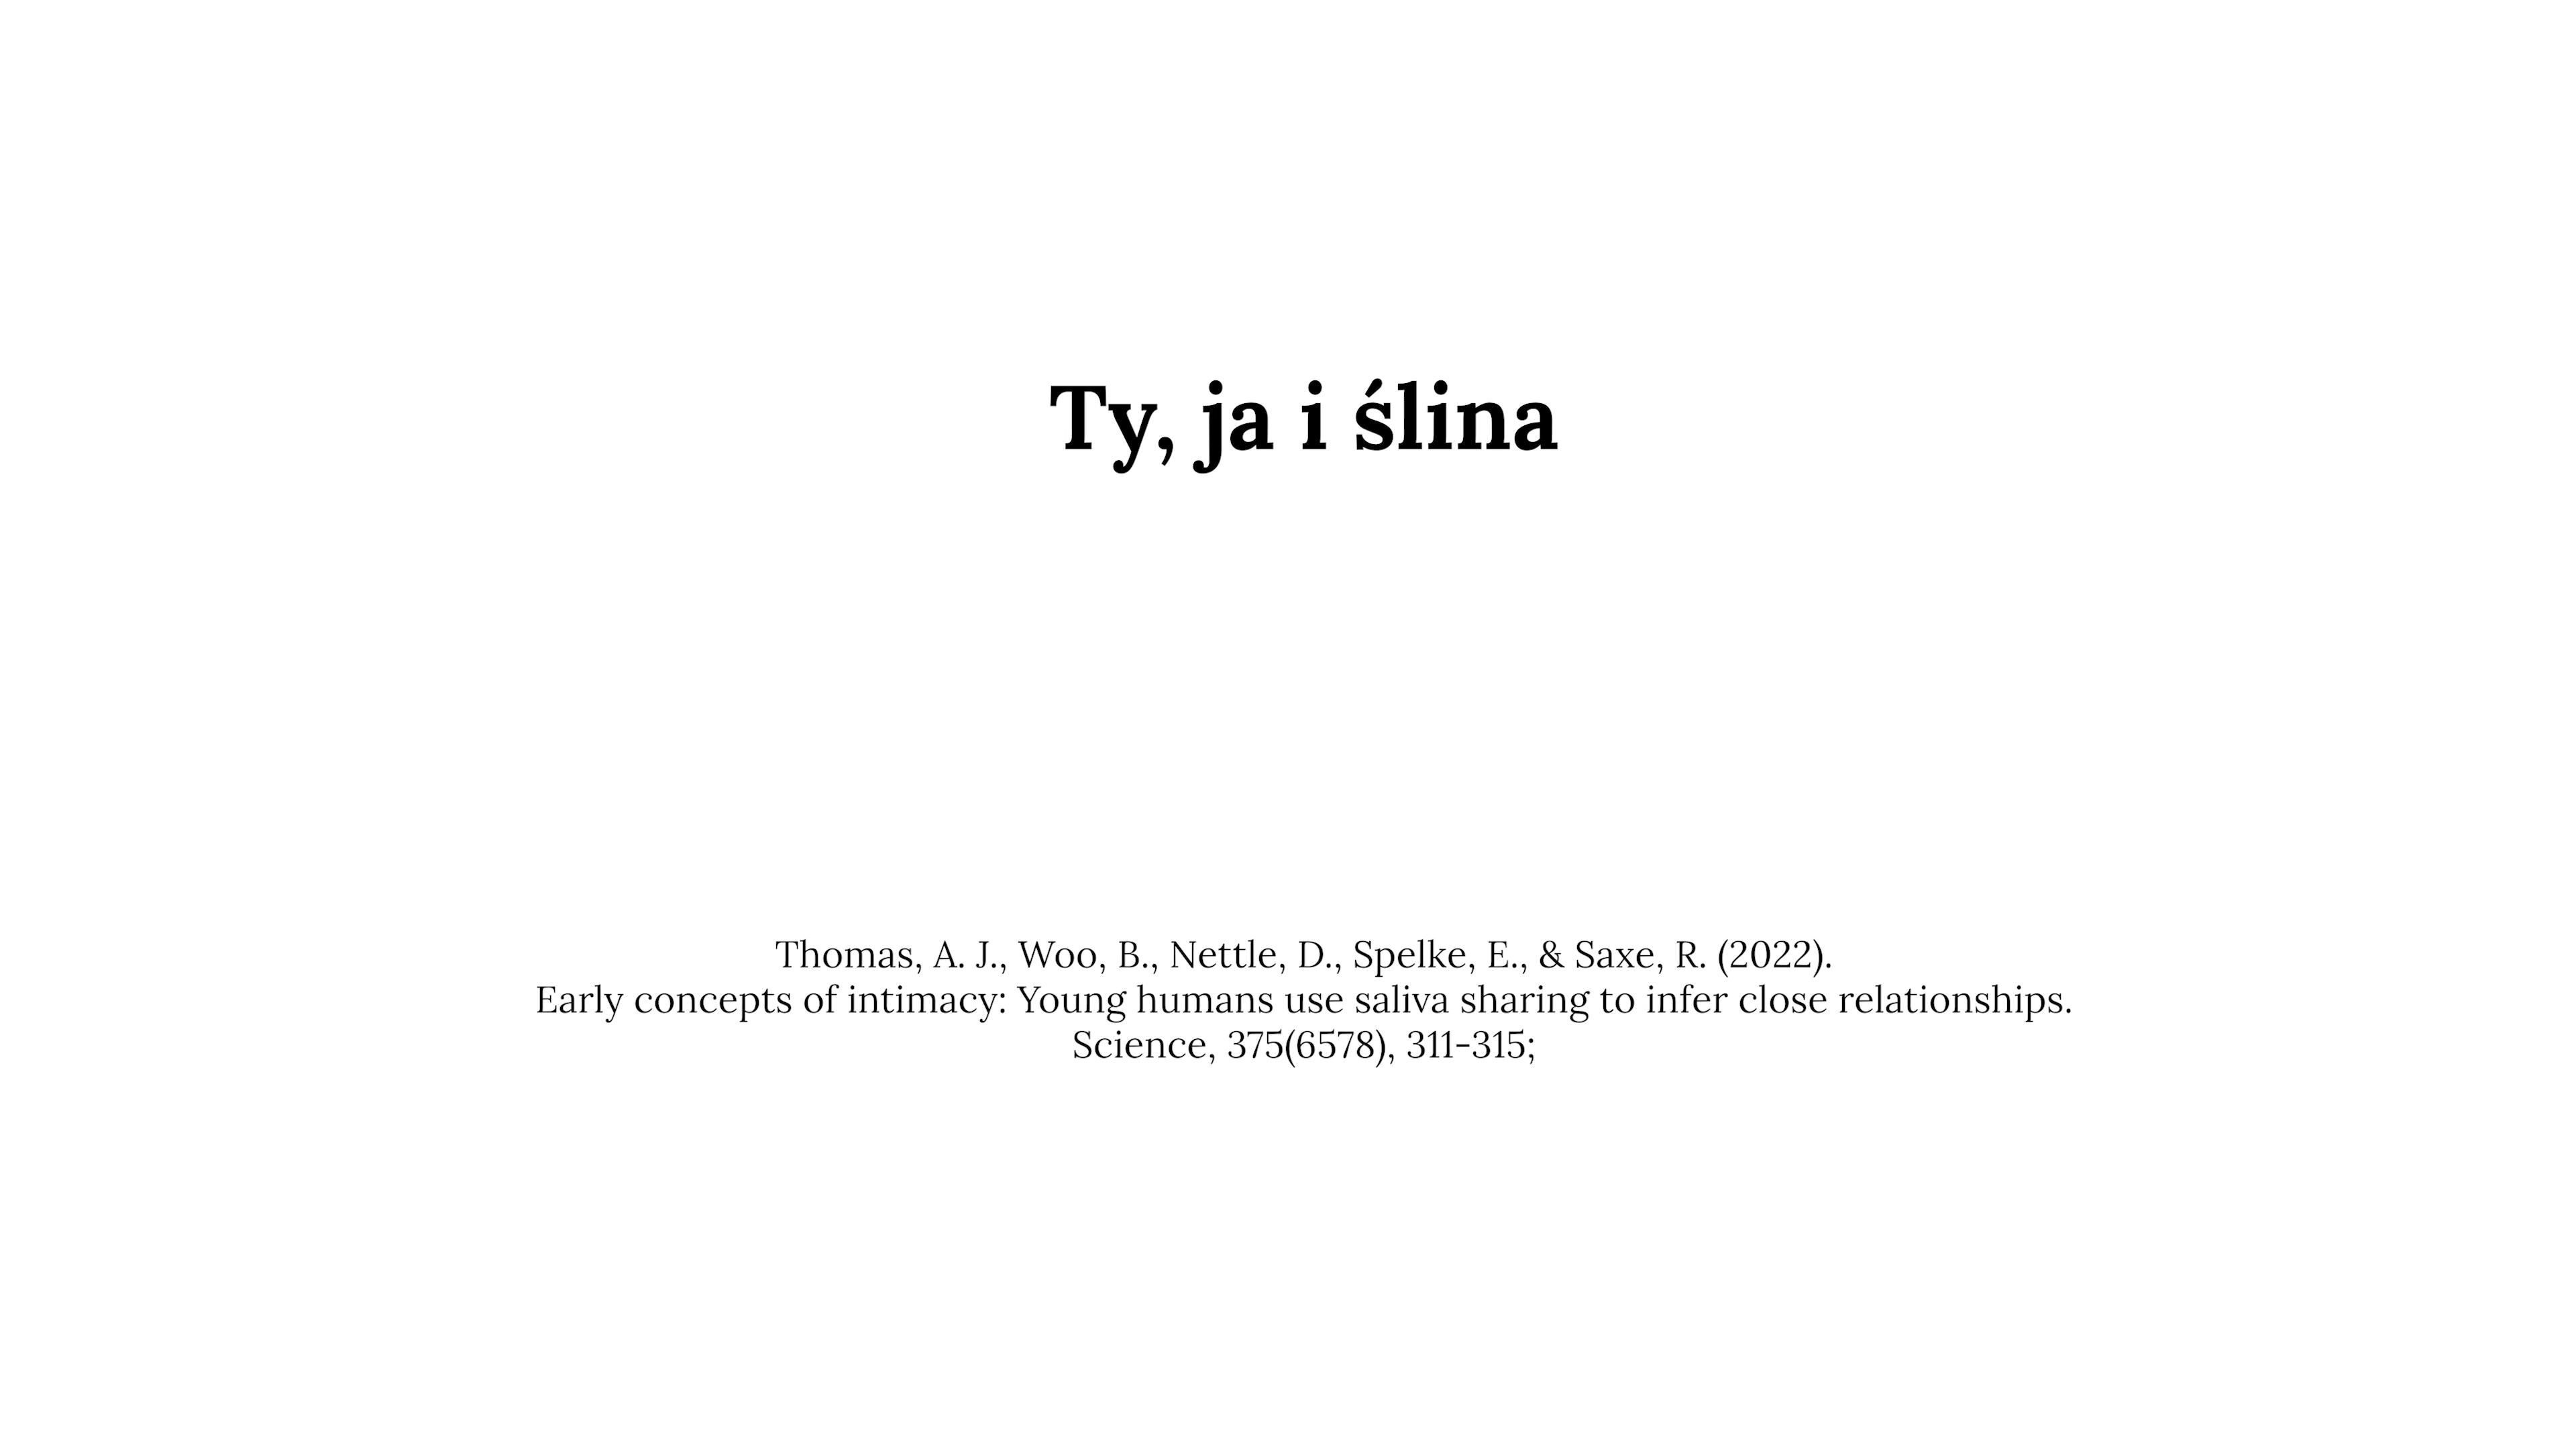 Ty, ja i ślina
Thomas, A. J., Woo, B., Nettle, D., Spelke, E., & Saxe, R. (2022).
Early concepts of intimacy: Young humans use saliva sharing to infer close relationships.
Science, 375(6578), 311-315;